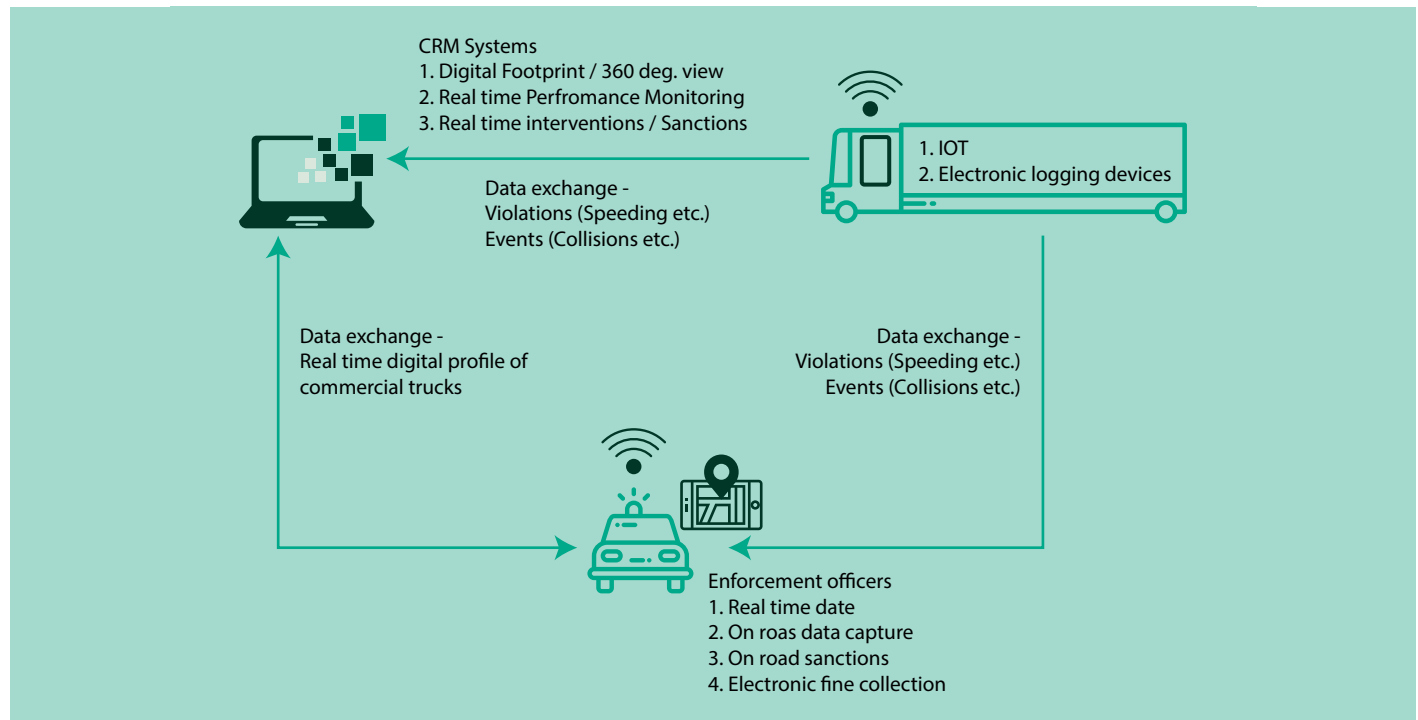 CRM Systems
1. Digital Footprint / 360 deg. view
2. Real time Perfromance Monitoring
3. Real time interventions / Sanctions
1. IOT
2. Electronic logging devices
Data exchange -
Violations (Speeding etc.)
Events (Collisions etc.)
Data exchange -
Real time digital profile of
commercial trucks
Data exchange -
Violations (Speeding etc.)
Events (Collisions etc.)
Enforcement officers
1. Real time date
2. On roas data capture
3. On road sanctions
4. Electronic fine collection